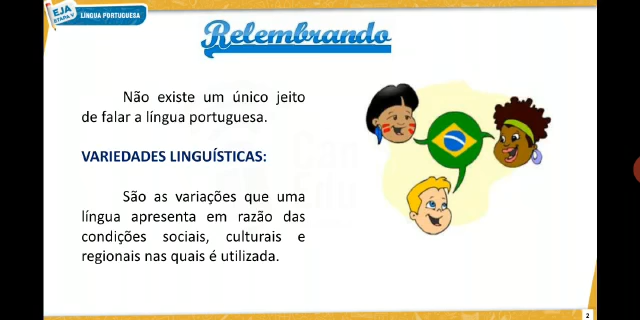 EJA
ETAPA V
LÍNGUA PORTUGUESA
Relembrando
Não existe um único jeito
de falar a língua portuguesa.
VARIEDADES LINGUÍSTICAS:
São as variações que uma
língua apresenta em razão das
condições sociais, culturais e
regionais nas quais é utilizada.
2